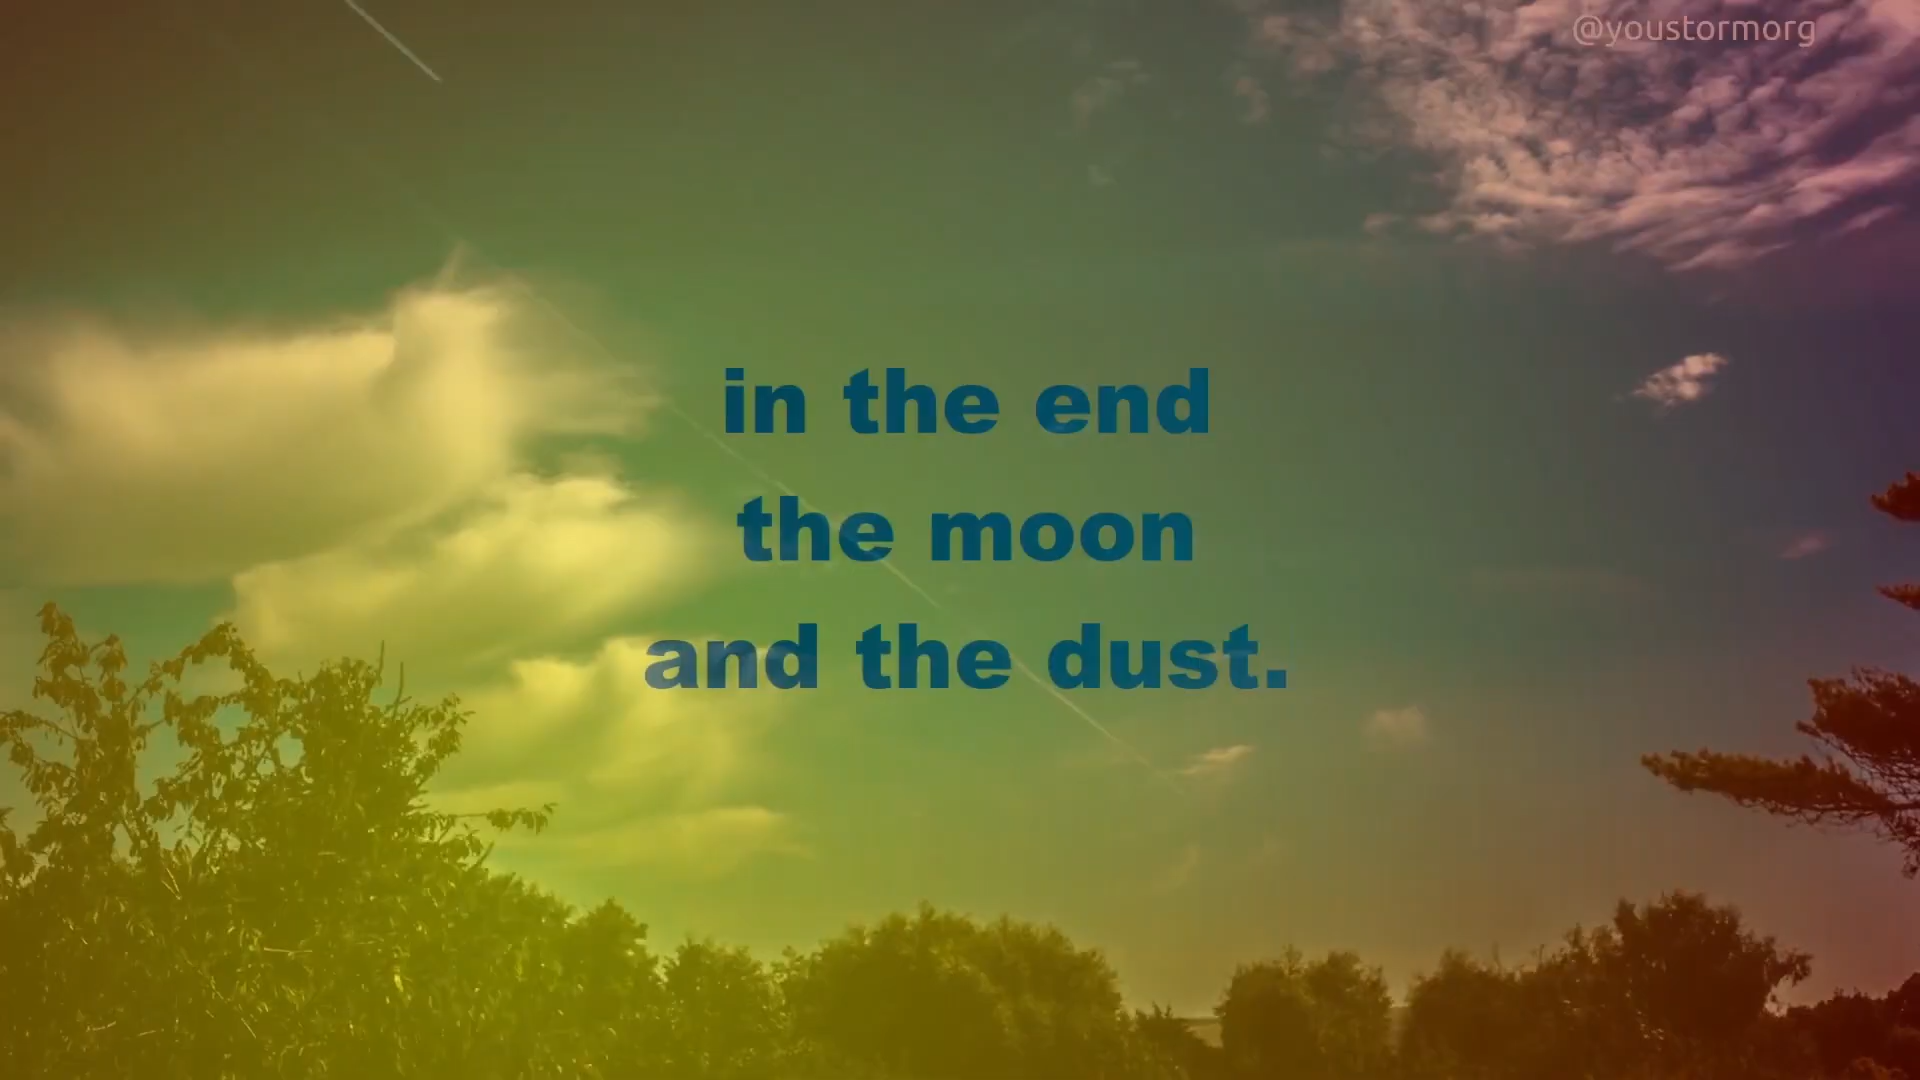 @youstormorg
in the end
the moon
and the dust.